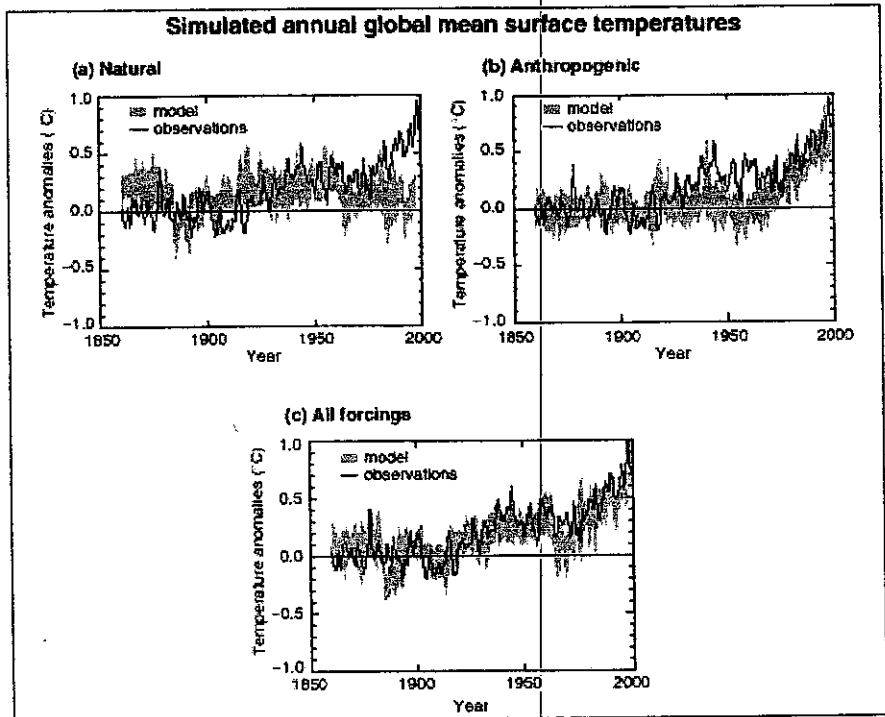 Simulated annual global mean surface temperatures
(a) Natural
Temperature anomalies (°C)
1.0
0.5
0.0
−0.5
−1.0
model
observations
1850
1900
1950
2000
Year
(b) Anthropogenic
Temperature anomalies (°C)
1.0
0.5
0.0
−0.5
−1.0
model
observations
1850
1900
1950
2000
Year
(c) All forcings
Temperature anomalies (°C)
1.0
0.5
0.0
−0.5
−1.0
model
observations
1850
1900
1950
2000
Year